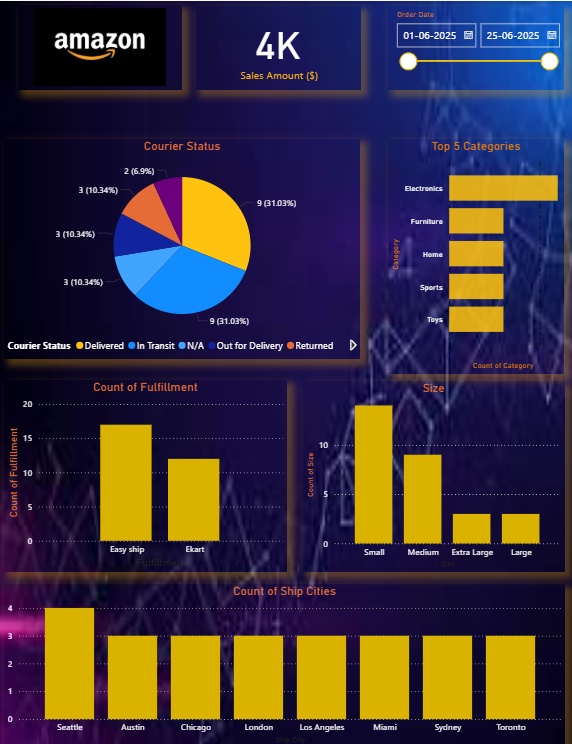 amazon
4K
Sales Amount ($)
Order Date
01-06-2025
25-06-2025
Courier Status
2 (6.9%)
3 (10.34%)
3 (10.34%)
3 (10.34%)
9 (31.03%)
9 (31.03%)
Courier Status Delivered In Transit N/A Out for Delivery Returned
Top 5 Categories
Category
Electronics
Furniture
Home
Sports
Toys
Count of Category
Count of Fulfillment
Count of Fulfillment
20
15
10
5
0
Easy ship Ekart
Fulfillment
Size
Count of Size
10
5
0
Small Medium Extra Large Large
Size
Count of Ship Cities
4
3
2
1
0
Seattle Austin Chicago London Los Angeles Miami Sydney Toronto
Ship City